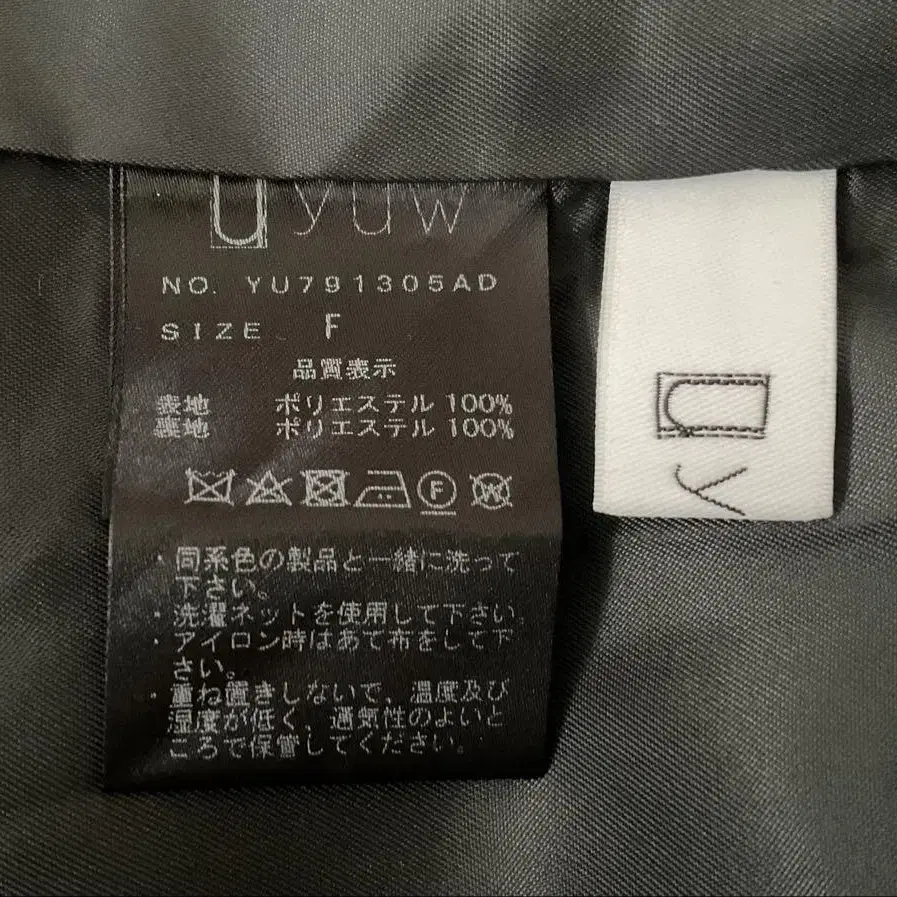 yuw
NO. YU791305AD
SIZE F
品質表示
表地 ポリエステル 100%
裏地 ポリエステル 100%
F
W
・同系色の製品と一緒に洗って
下さい。
・洗濯ネットを使用して下さい。
・アイロン時はあて布をして下
さい。
・重ね置きしないで、温度及び
湿度が低く、通気性のよいと
ころで保管してください。
y